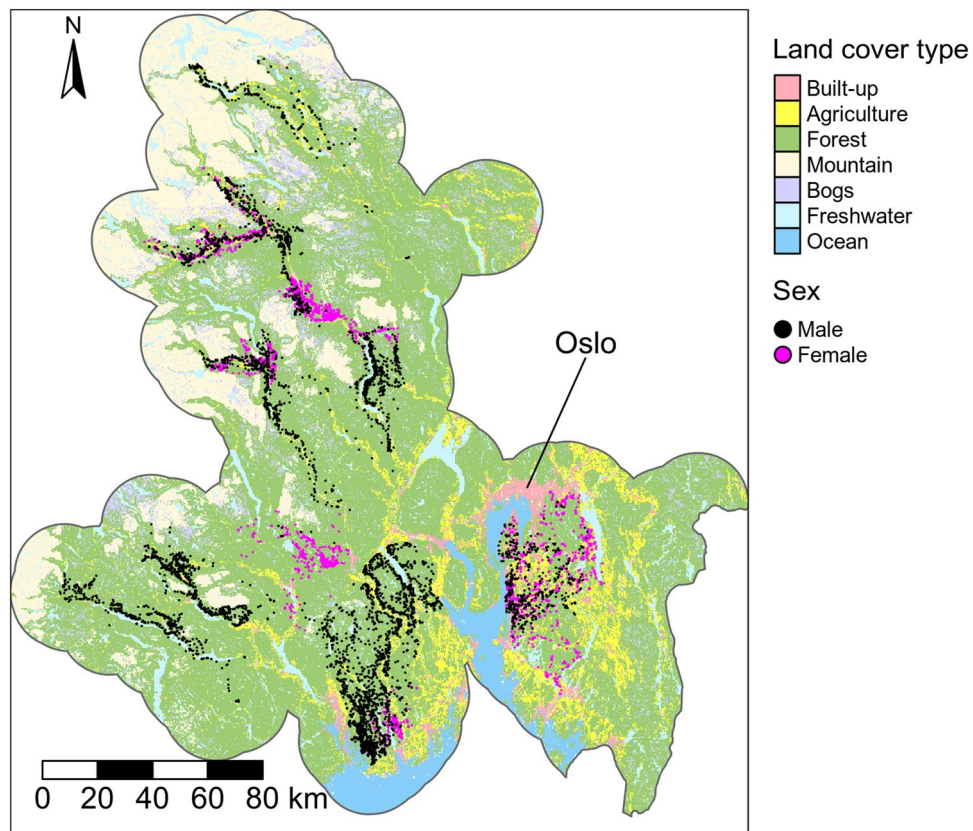 N
Land cover type
Built-up
Agriculture
Forest
Mountain
Bogs
Freshwater
Ocean
Sex
Male
Female
Oslo
0 20 40 60 80 km